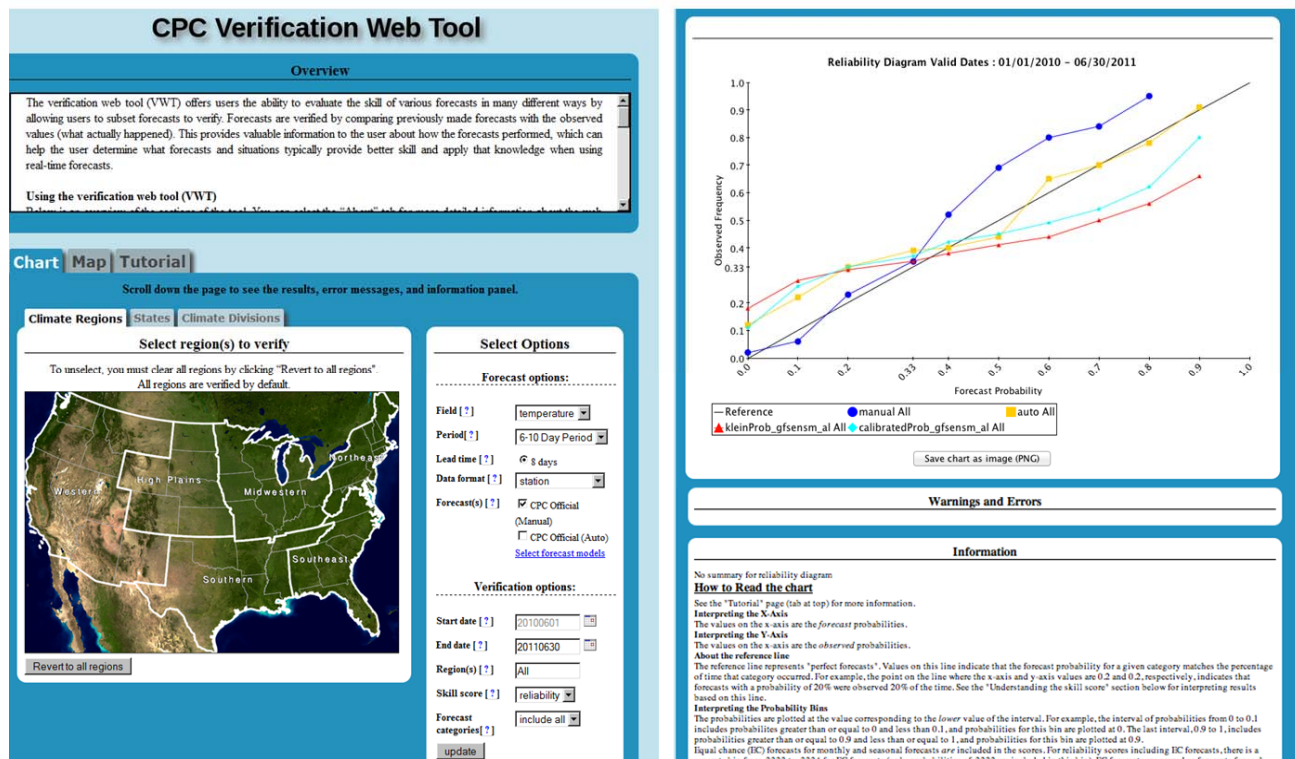 CPC Verification Web Tool
Overview
The verification web tool (VWT) offers users the ability to evaluate the skill of various forecasts in many different ways by
allowing users to subset forecasts to verify. Forecasts are verified by comparing previously made forecasts with the observed
values (what actually happened). This provides valuable information to the user about how the forecasts performed, which can
help the user determine what forecasts and situations typically provide better skill and apply that knowledge when using
real-time forecasts.
Using the verification web tool (VWT)
Chart Map Tutorial
Scroll down the page to see the results, error messages, and information panel.
Climate Regions States Climate Divisions
Select region(s) to verify
To unselect, you must clear all regions by clicking "Revert to all regions".
All regions are verified by default.
Western
High Plains
Midwestern
Northeast
Southern
Southeast
Revert to all regions
Select Options
Forecast options:
Field [ ? ] temperature
Period[ ? ] 6-10 Day Period
Lead time [ ? ] 8 days
Data format [ ? ] station
Forecast(s) [ ? ] CPC Official
(Manual)
CPC Official (Auto)
Select forecast models
Verification options:
Start date [ ? ] 20100601
End date [ ? ] 20110630
Region(s) [ ? ] All
Skill score [ ? ] reliability
Forecast
categories[ ? ] include all
update
Reliability Diagram Valid Dates : 01/01/2010 - 06/30/2011
Observed Frequency
1.0
0.9
0.8
0.7
0.6
0.5
0.4
0.33
0.2
0.1
0.0
0.0 0.1 0.2 0.33 0.4 0.5 0.6 0.7 0.8 0.9 1.0
Forecast Probability
Reference manual All auto All
kleinProb_gfsensm_al All calibratedProb_gfsensm_al All
Save chart as image (PNG)
Warnings and Errors
Information
No summary for reliability diagram
How to Read the chart
See the "Tutorial" page (tab at top) for more information.
Interpreting the X-Axis
The values on the x-axis are the forecast probabilities.
Interpreting the Y-Axis
The values on the x-axis are the observed probabilities.
About the reference line
The reference line represents "perfect forecasts". Values on this line indicate that the forecast probability for a given category matches the percentage
of time that category occurred. For example, the point on the line where the x-axis and y-axis values are 0.2 and 0.2, respectively, indicates that
forecasts with a probability of 20% were observed 20% of the time. See the "Understanding the skill score" section below for interpreting results
based on this line.
Interpreting the Probability Bins
The probabilities are plotted at the value corresponding to the lower value of the interval. For example, the interval of probabilities from 0 to 0.1
includes probabilites greater than or equal to 0 and less than 0.1, and probabilities for this bin are plotted at 0. The last interval, 0.9 to 1, includes
probabilities greater than or equal to 0.9 and less than or equal to 1, and probabilities for this bin are plotted at 0.9.
Equal chance (EC) forecasts for monthly and seasonal forecasts are included in the scores. For reliability scores including EC forecasts, there is a